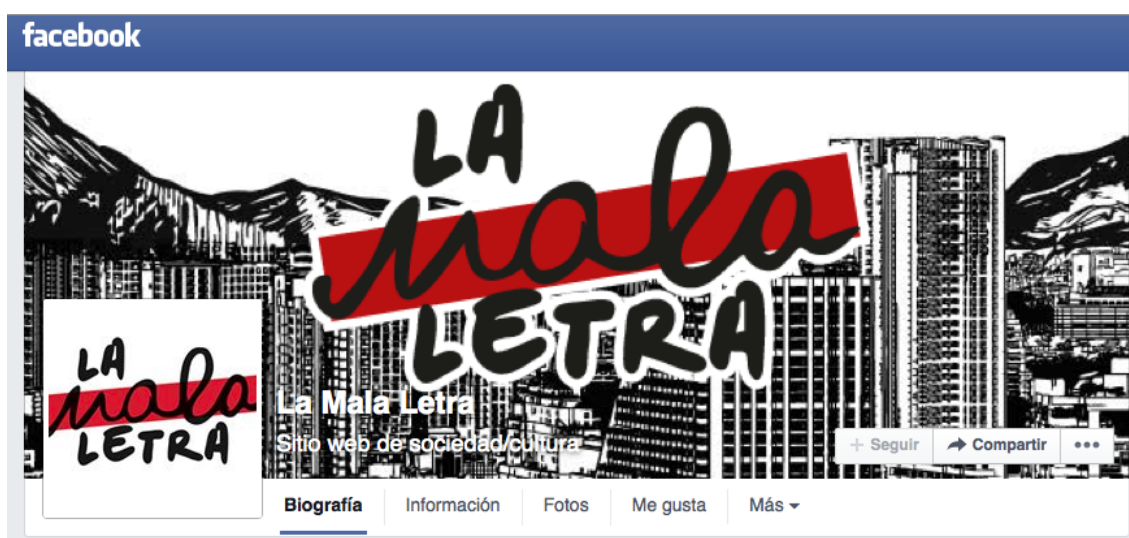 facebook
LA
mala
LETRA
LA
mala
LETRA
La Mala Letra
Sitio web de sociedad/cultura
+ Seguir
Compartir
Biografía
Información
Fotos
Me gusta
Más